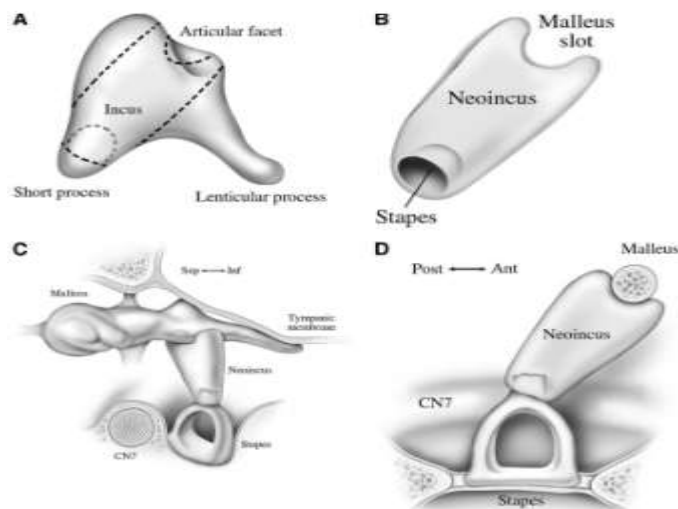 A
Articular facet
Incus
Short process
Lenticular process
B
Malleus
slot
Neoincus
Stapes
C
Sup Inf
Malleus
Tympanic
membrane
Neoincus
CN7
Stapes
D
Malleus
Post Ant
Neoincus
CN7
Stapes